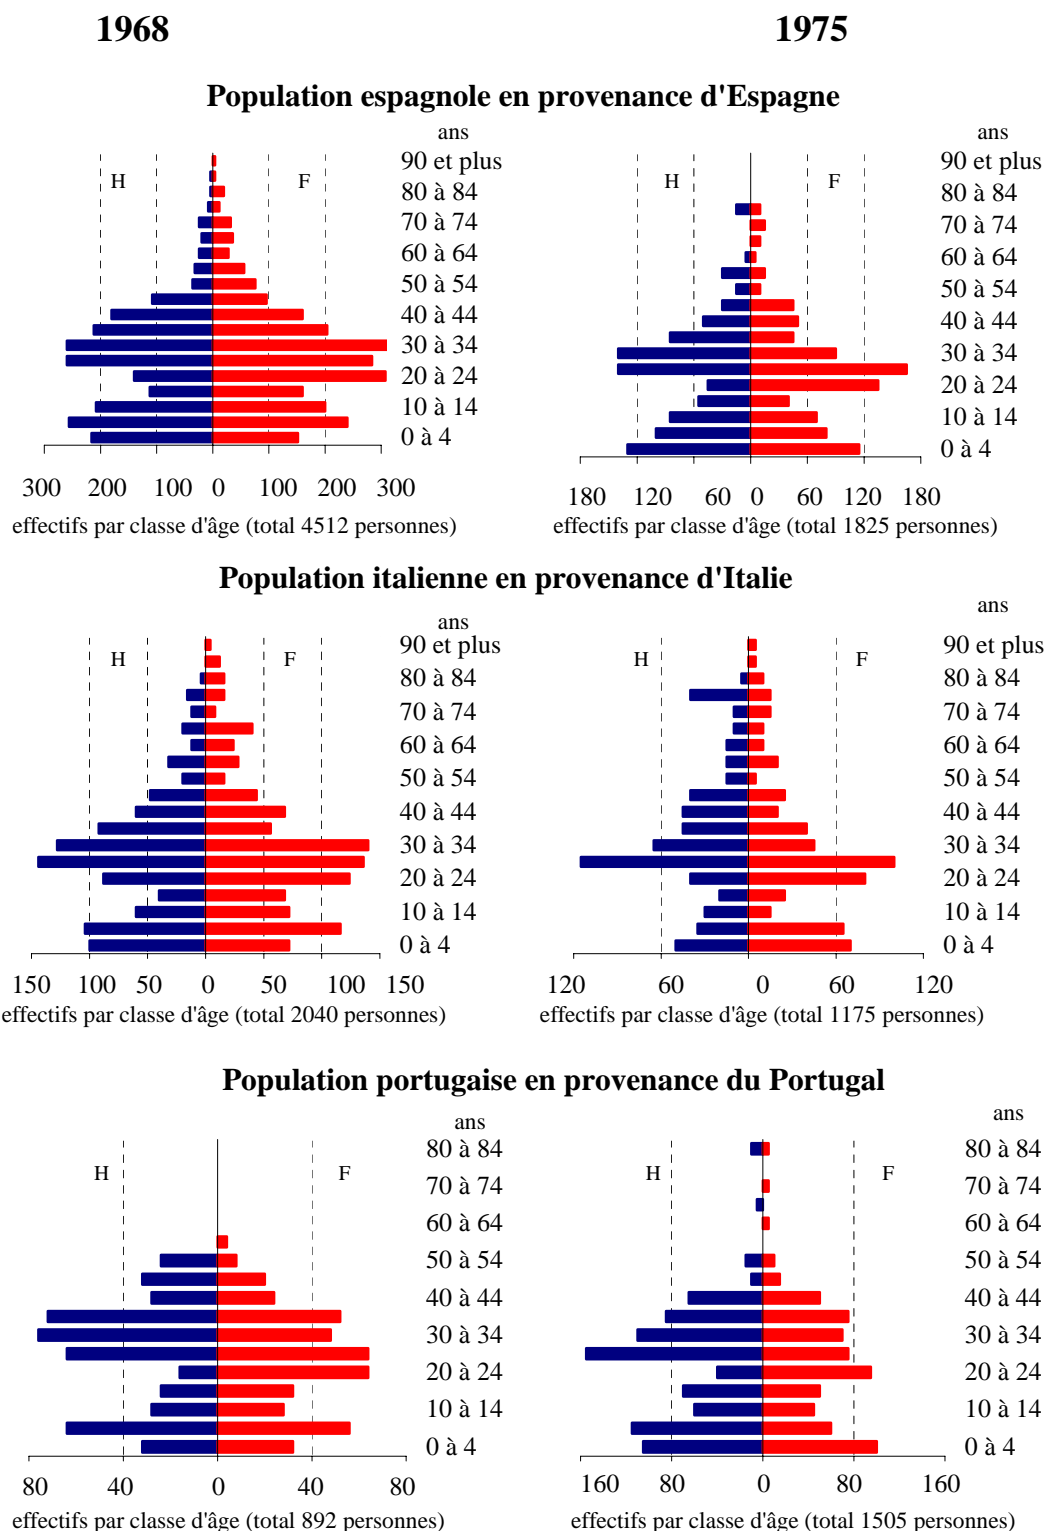 1968 1975
Population espagnole en provenance d'Espagne
ans ans
90 et plus 90 et plus
H F 80 à 84 H F 80 à 84
70 à 74 70 à 74
60 à 64 60 à 64
50 à 54 50 à 54
40 à 44 40 à 44
30 à 34 30 à 34
20 à 24 20 à 24
10 à 14 10 à 14
0 à 4 0 à 4
300 200 100 0 100 200 300 180 120 60 0 60 120 180
effectifs par classe d'âge (total 4512 personnes) effectifs par classe d'âge (total 1825 personnes)
Population italienne en provenance d'Italie
ans ans
90 et plus 90 et plus
H F H F
80 à 84 80 à 84
70 à 74 70 à 74
60 à 64 60 à 64
50 à 54 50 à 54
40 à 44 40 à 44
30 à 34 30 à 34
20 à 24 20 à 24
10 à 14 10 à 14
0 à 4 0 à 4
150 100 50 0 50 100 150 120 60 0 60 120
effectifs par classe d'âge (total 2040 personnes) effectifs par classe d'âge (total 1175 personnes)
Population portugaise en provenance du Portugal
ans ans
80 à 84 80 à 84
H F H F
70 à 74 70 à 74
60 à 64 60 à 64
50 à 54 50 à 54
40 à 44 40 à 44
30 à 34 30 à 34
20 à 24 20 à 24
10 à 14 10 à 14
0 à 4 0 à 4
80 40 0 40 80 160 80 0 80 160
effectifs par classe d'âge (total 892 personnes) effectifs par classe d'âge (total 1505 personnes)